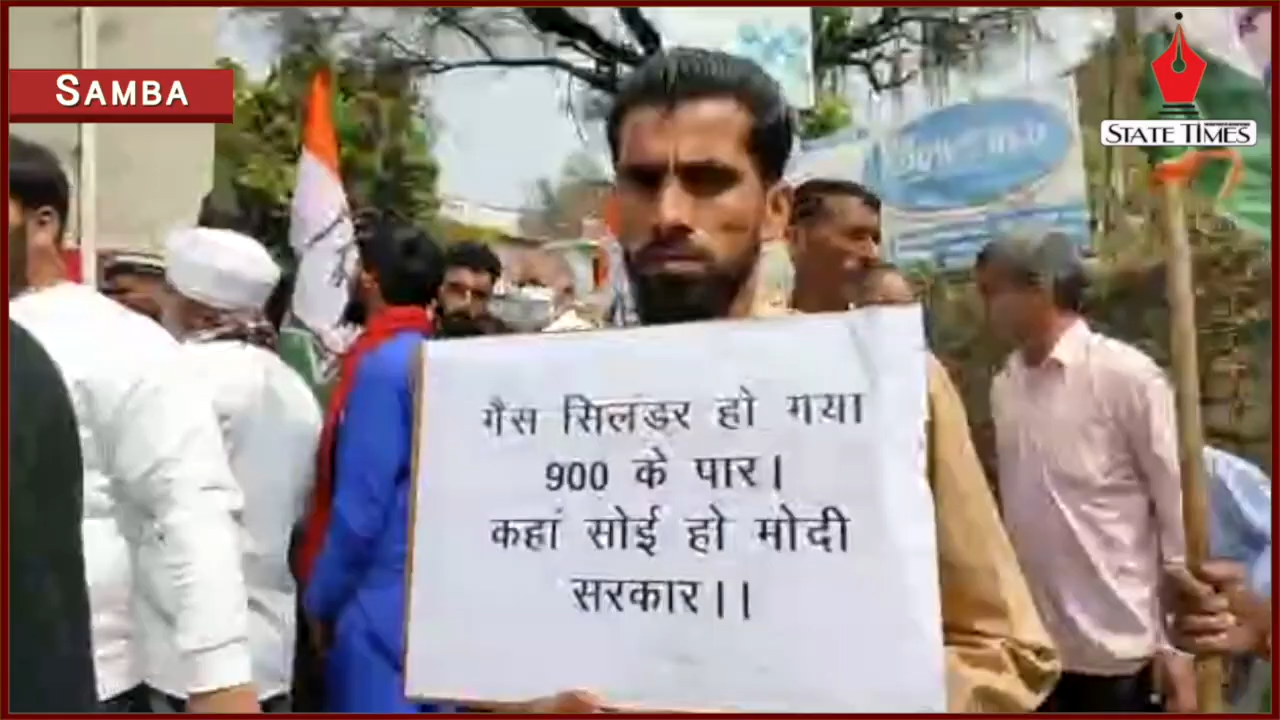 SAMBA
STATE TIMES
गैस सिलंडर हो गया
900 के पार।
कहां सोई हो मोदी
सरकार।।